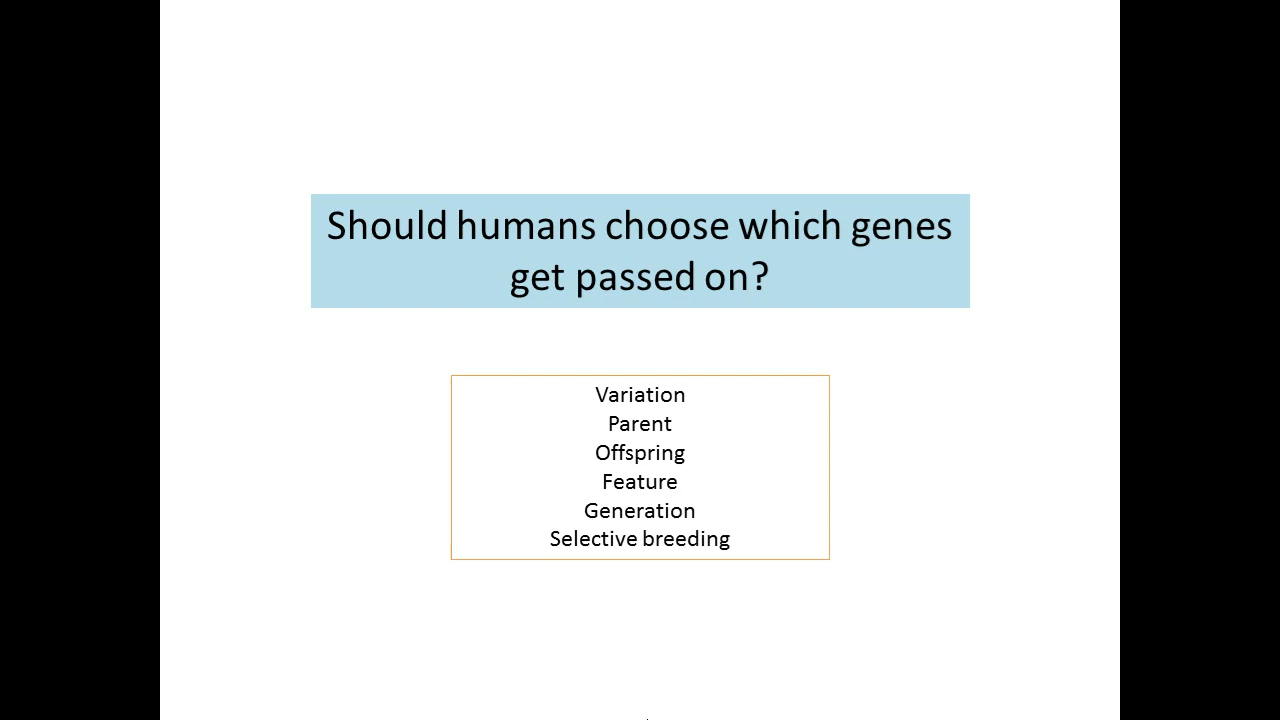 Should humans choose which genes
get passed on?
Variation
Parent
Offspring
Feature
Generation
Selective breeding